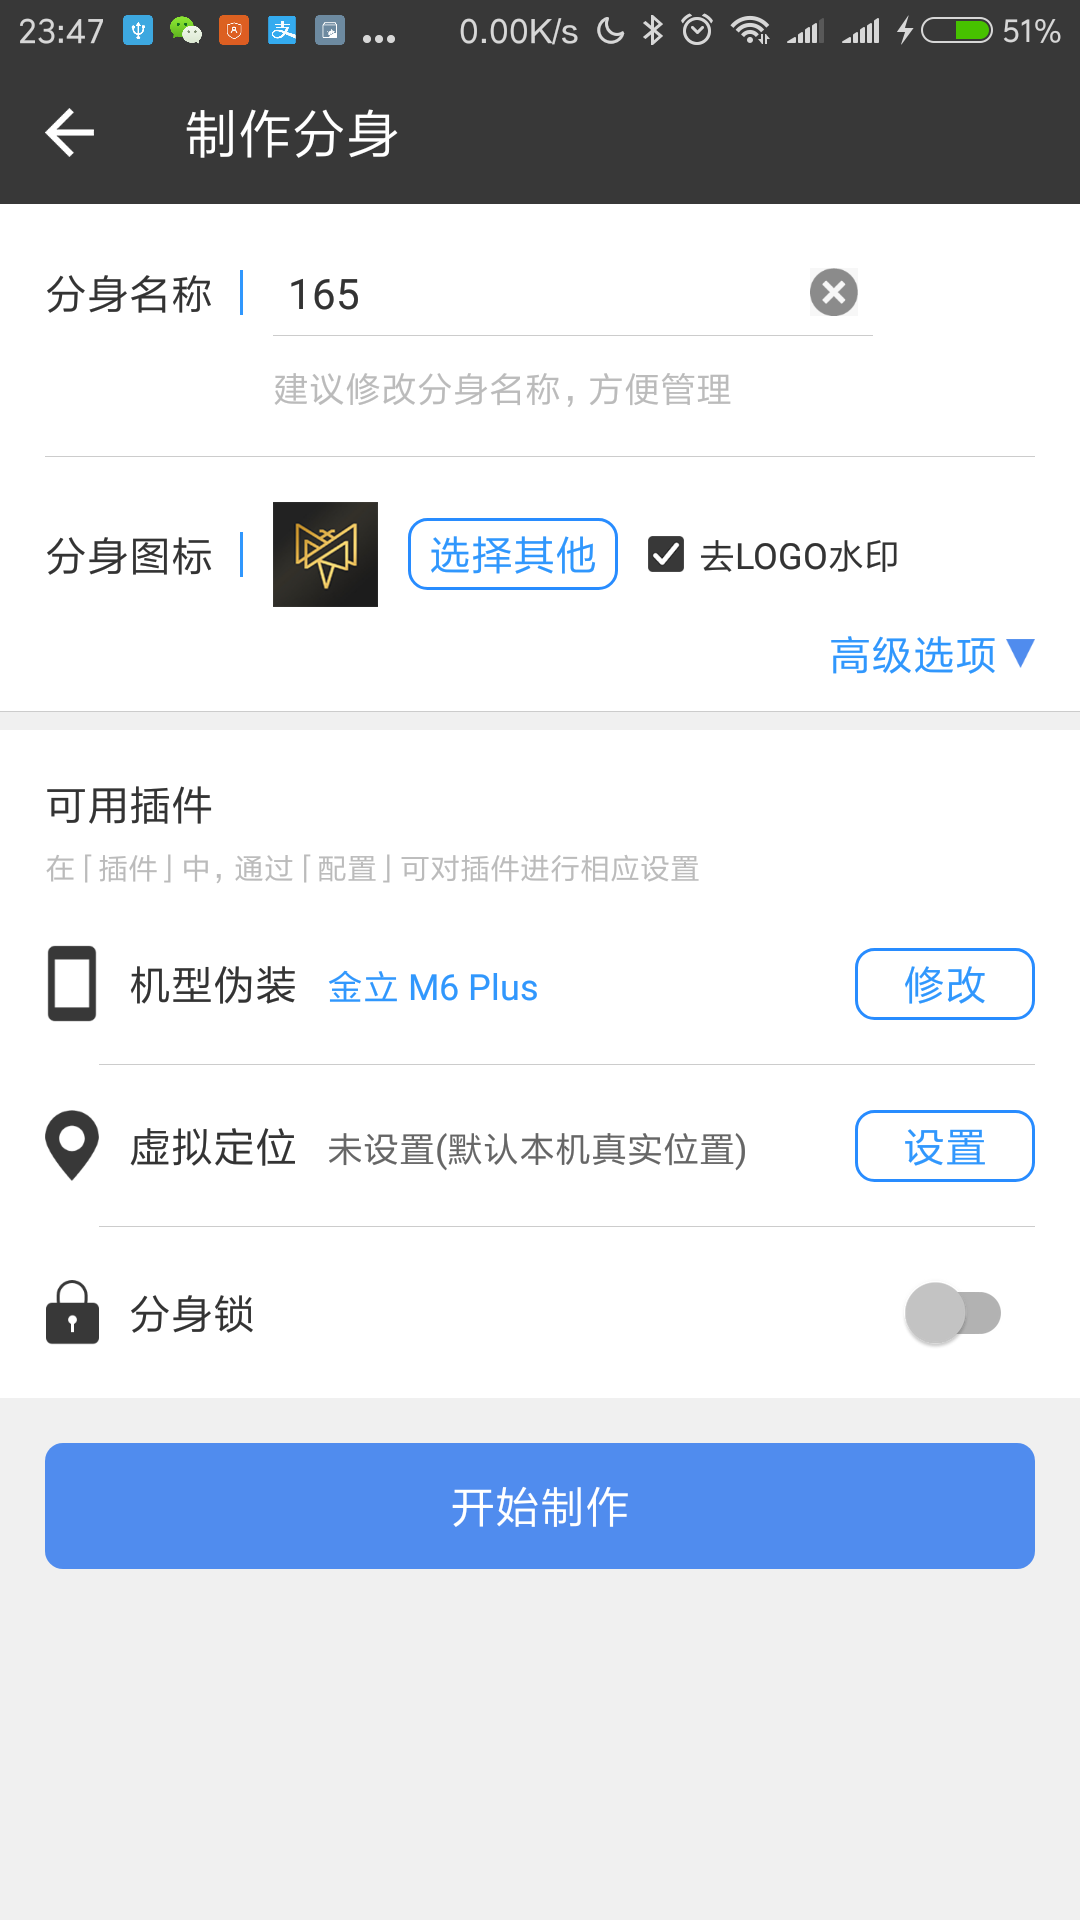 23:47 0.00K/s 51%
制作分身
分身名称 165
建议修改分身名称，方便管理
分身图标 选择其他 去LOGO水印
高级选项
可用插件
在「插件」中，通过「配置」可对插件进行相应设置
机型伪装 金立 M6 Plus 修改
虚拟定位 未设置(默认本机真实位置) 设置
分身锁
开始制作